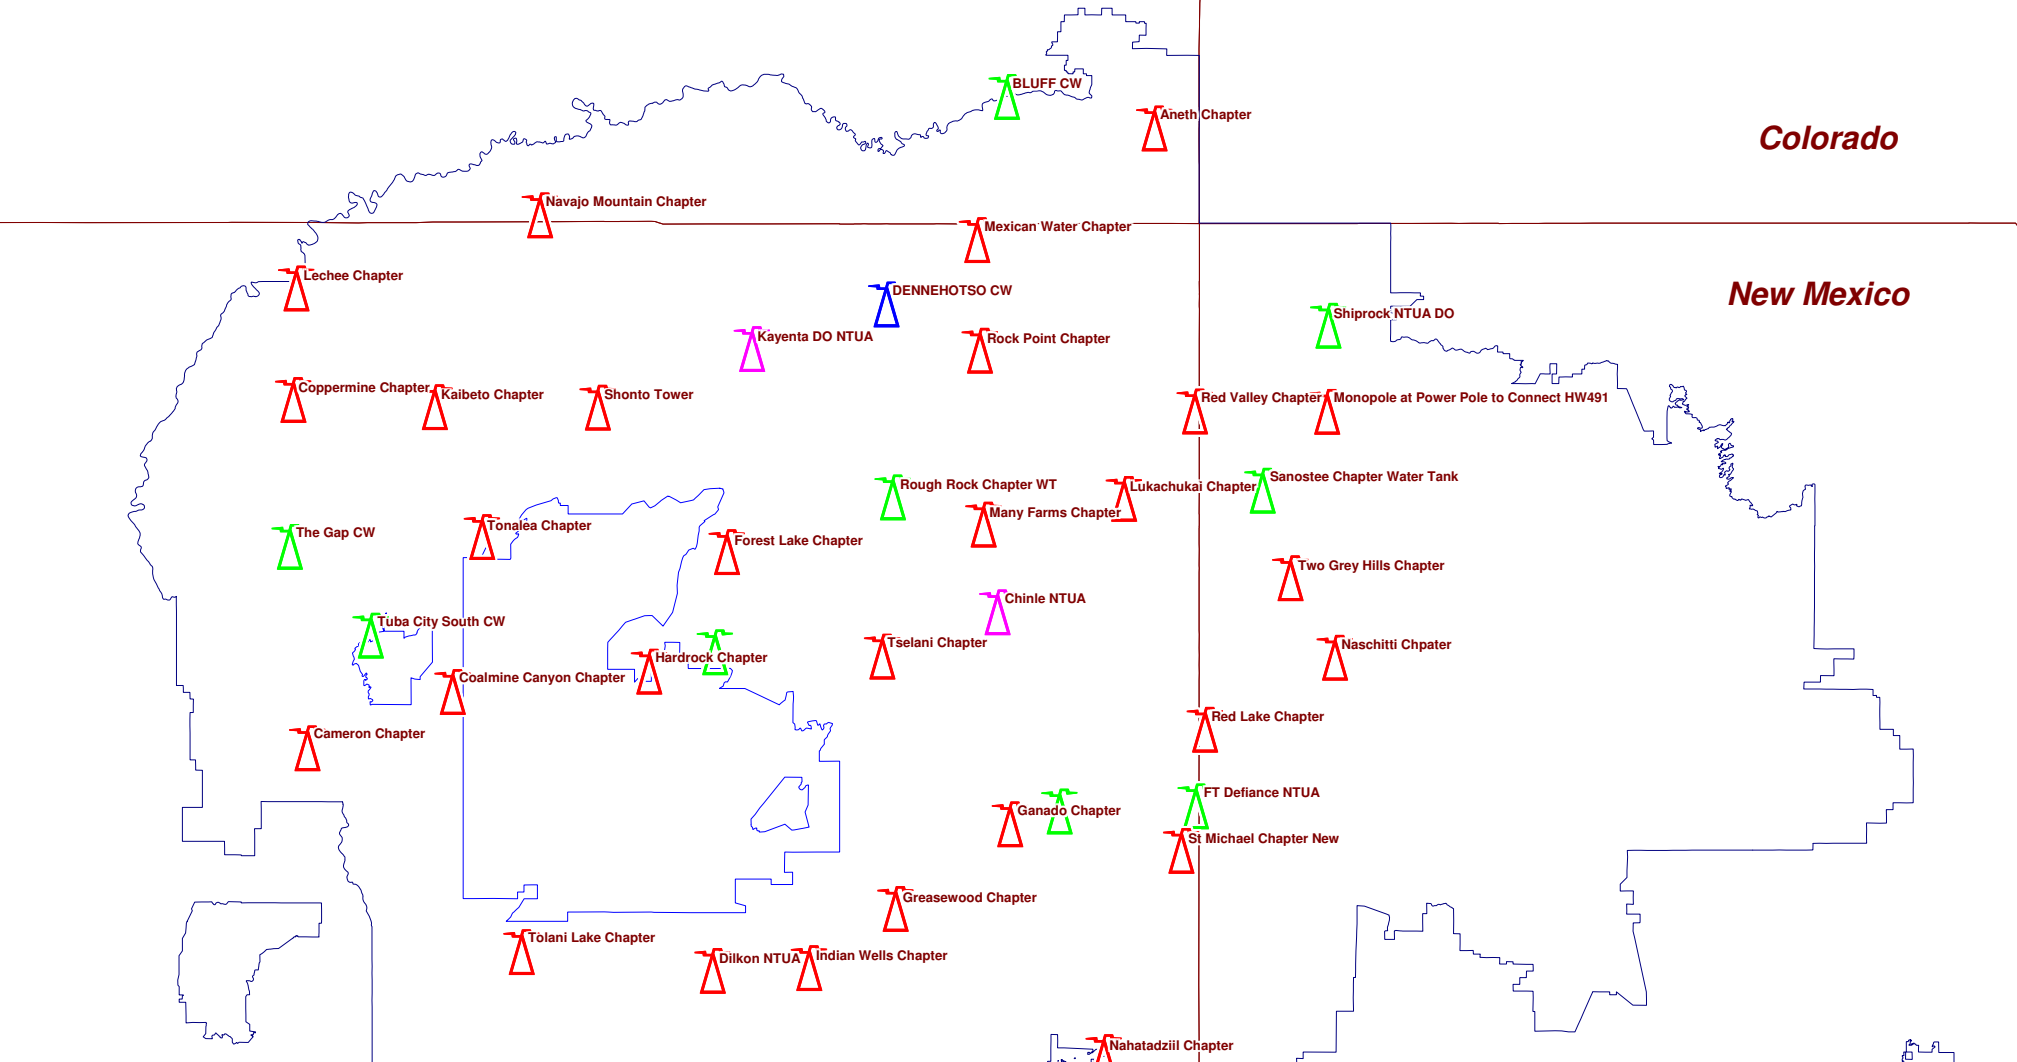 BLUFF CW
Aneth Chapter
Colorado
Navajo Mountain Chapter
Mexican Water Chapter
Lechee Chapter
DENNEHOTSO CW
New Mexico
Shiprock NTUA DO
Kayenta DO NTUA
Rock Point Chapter
Coppermine Chapter
Kaibeto Chapter
Shonto Tower
Red Valley Chapter
Monopole at Power Pole to Connect HW491
Rough Rock Chapter WT
Lukachukai Chapter
Sanostee Chapter Water Tank
Many Farms Chapter
Tonalea Chapter
The Gap CW
Forest Lake Chapter
Two Grey Hills Chapter
Chinle NTUA
Tuba City South CW
Tselani Chapter
Naschitti Chpater
Hardrock Chapter
Coalmine Canyon Chapter
Red Lake Chapter
Cameron Chapter
FT Defiance NTUA
Ganado Chapter
St Michael Chapter New
Greasewood Chapter
Tolani Lake Chapter
Dilkon NTUA
Indian Wells Chapter
Nahatadziil Chapter